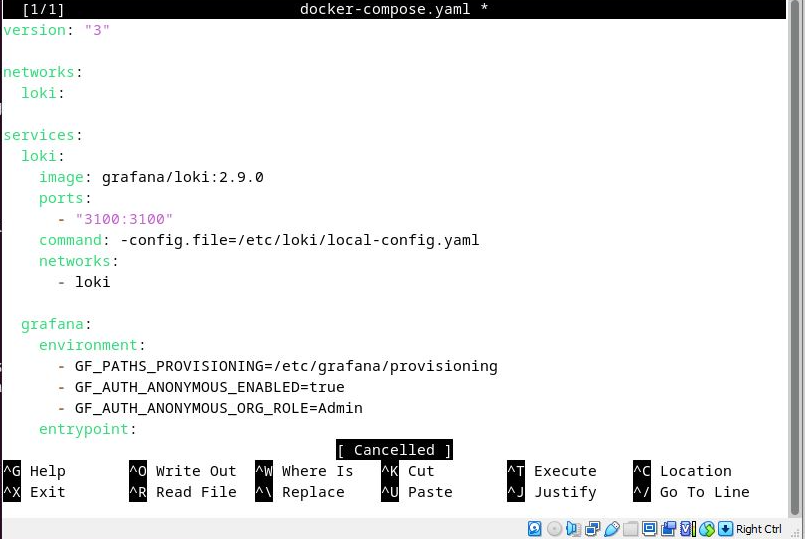 [1/1] docker-compose.yaml *
version: "3"
networks:
  loki:
services:
  loki:
    image: grafana/loki:2.9.0
    ports:
      - "3100:3100"
    command: -config.file=/etc/loki/local-config.yaml
    networks:
      - loki
  grafana:
    environment:
      - GF_PATHS_PROVISIONING=/etc/grafana/provisioning
      - GF_AUTH_ANONYMOUS_ENABLED=true
      - GF_AUTH_ANONYMOUS_ORG_ROLE=Admin
    entrypoint:
[ Cancelled ]
^G Help ^O Write Out ^W Where Is ^K Cut ^T Execute ^C Location
^X Exit ^R Read File ^\ Replace ^U Paste ^J Justify ^/ Go To Line
Right Ctrl